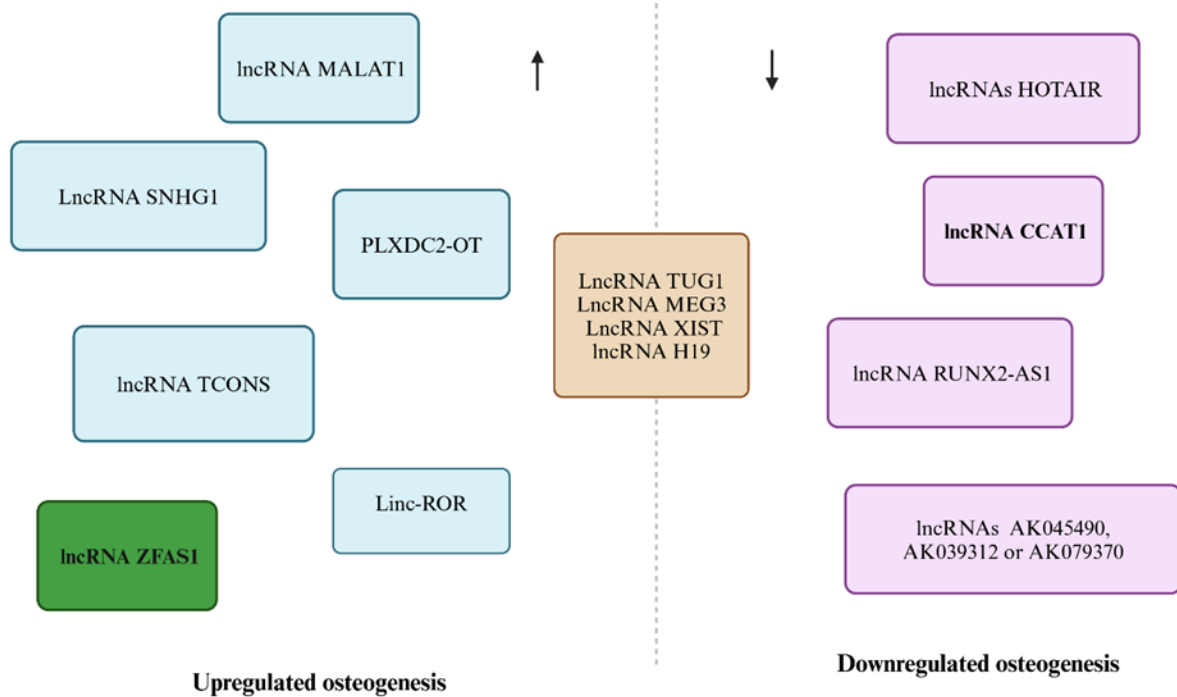 lncRNA MALAT1
LncRNA SNHG1
PLXDC2-OT
lncRNA TCONS
Linc-ROR
lncRNA ZFAS1
Upregulated osteogenesis
LncRNA TUG1
LncRNA MEG3
LncRNA XIST
lncRNA H19
lncRNAs HOTAIR
lncRNA CCAT1
lncRNA RUNX2-AS1
lncRNAs AK045490,
AK039312 or AK079370
Downregulated osteogenesis